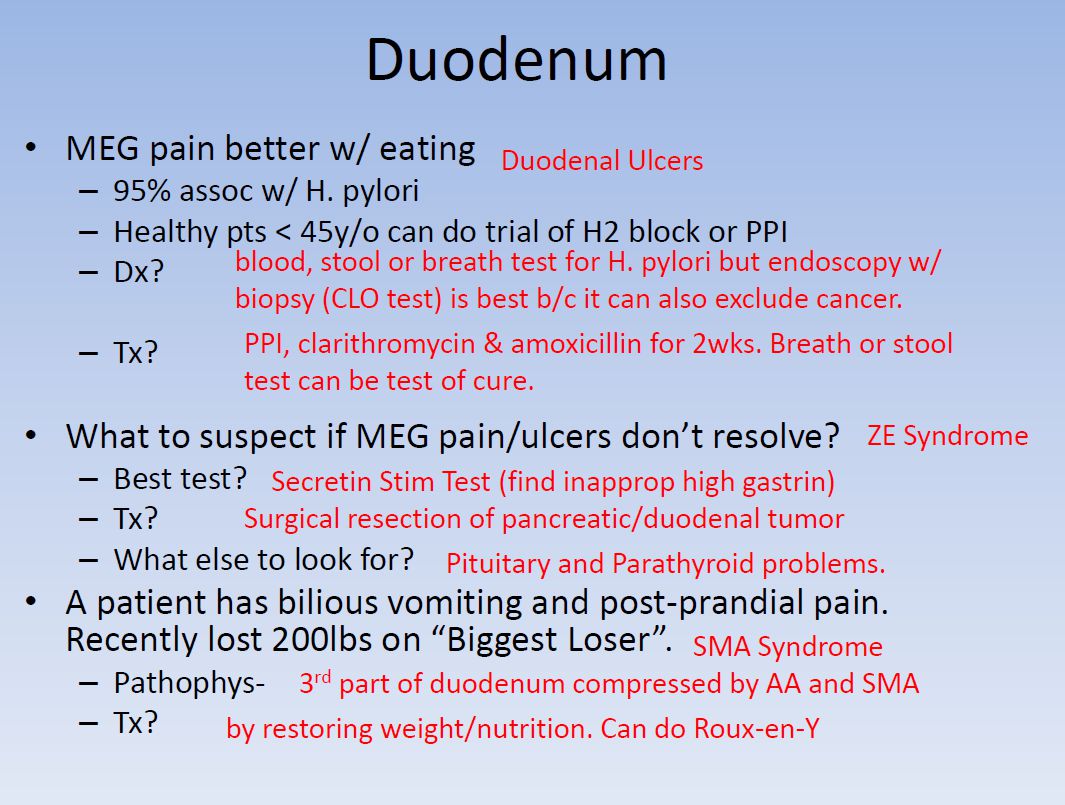 Duodenum
• MEG pain better w/ eating Duodenal Ulcers
– 95% assoc w/ H. pylori
– Healthy pts < 45y/o can do trial of H2 block or PPI
– Dx? blood, stool or breath test for H. pylori but endoscopy w/
biopsy (CLO test) is best b/c it can also exclude cancer.
– Tx? PPI, clarithromycin & amoxicillin for 2wks. Breath or stool
test can be test of cure.
• What to suspect if MEG pain/ulcers don’t resolve? ZE Syndrome
– Best test? Secretin Stim Test (find inapprop high gastrin)
– Tx? Surgical resection of pancreatic/duodenal tumor
– What else to look for? Pituitary and Parathyroid problems.
• A patient has bilious vomiting and post-prandial pain.
Recently lost 200lbs on “Biggest Loser”. SMA Syndrome
– Pathophys- 3rd part of duodenum compressed by AA and SMA
– Tx? by restoring weight/nutrition. Can do Roux-en-Y